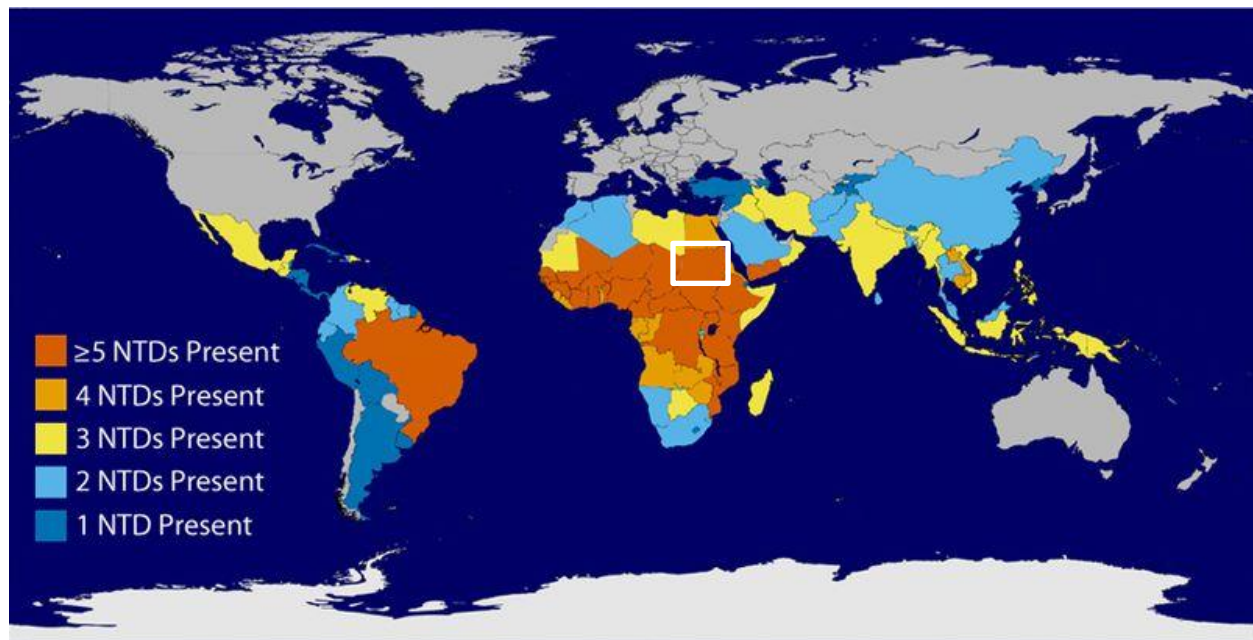 ≥5 NTDs Present
4 NTDs Present
3 NTDs Present
2 NTDs Present
1 NTD Present